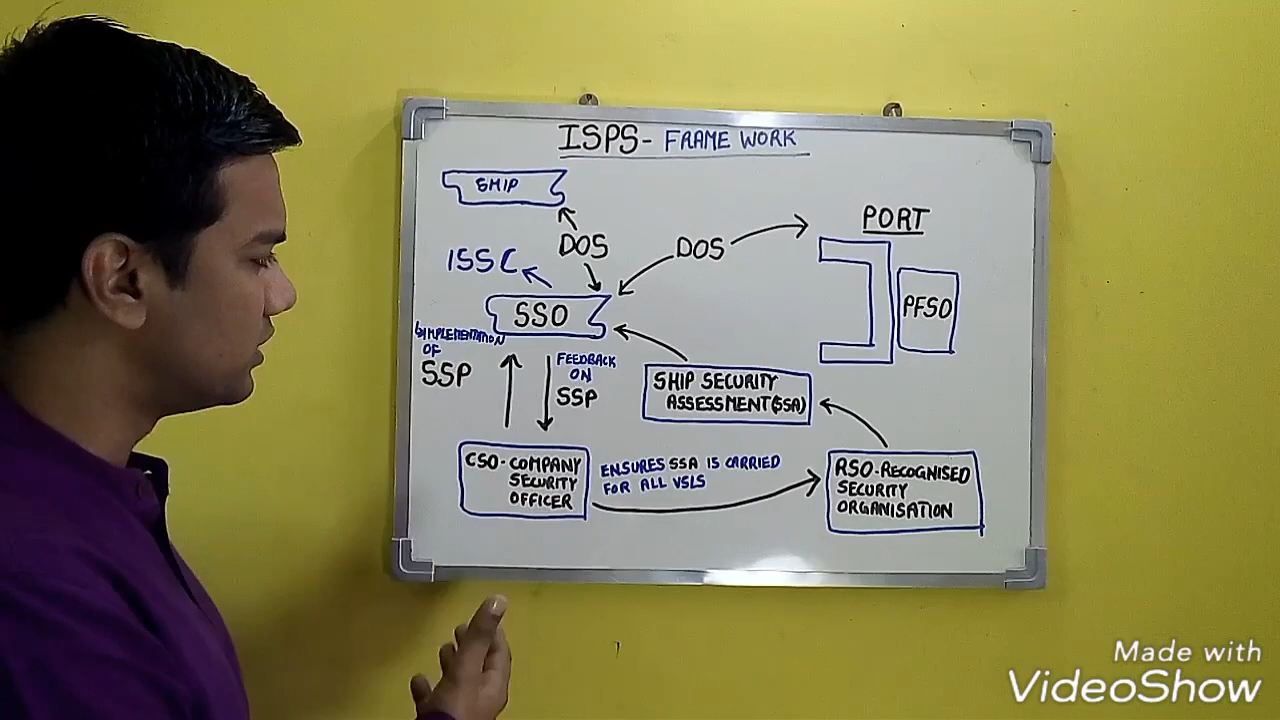 ISPS- FRAME WORK
SHIP
PORT
DOS
DOS
ISSC
SSO
PFSO
IMPLEMENTATION
OF
SSP
FEEDBACK
ON
SSP
SHIP SECURITY
ASSESSMENT(SSA)
CSO-COMPANY
SECURITY
OFFICER
ENSURES SSA IS CARRIED
FOR ALL VSLS
RSO-RECOGNISED
SECURITY
ORGANISATION
Made with
VideoShow